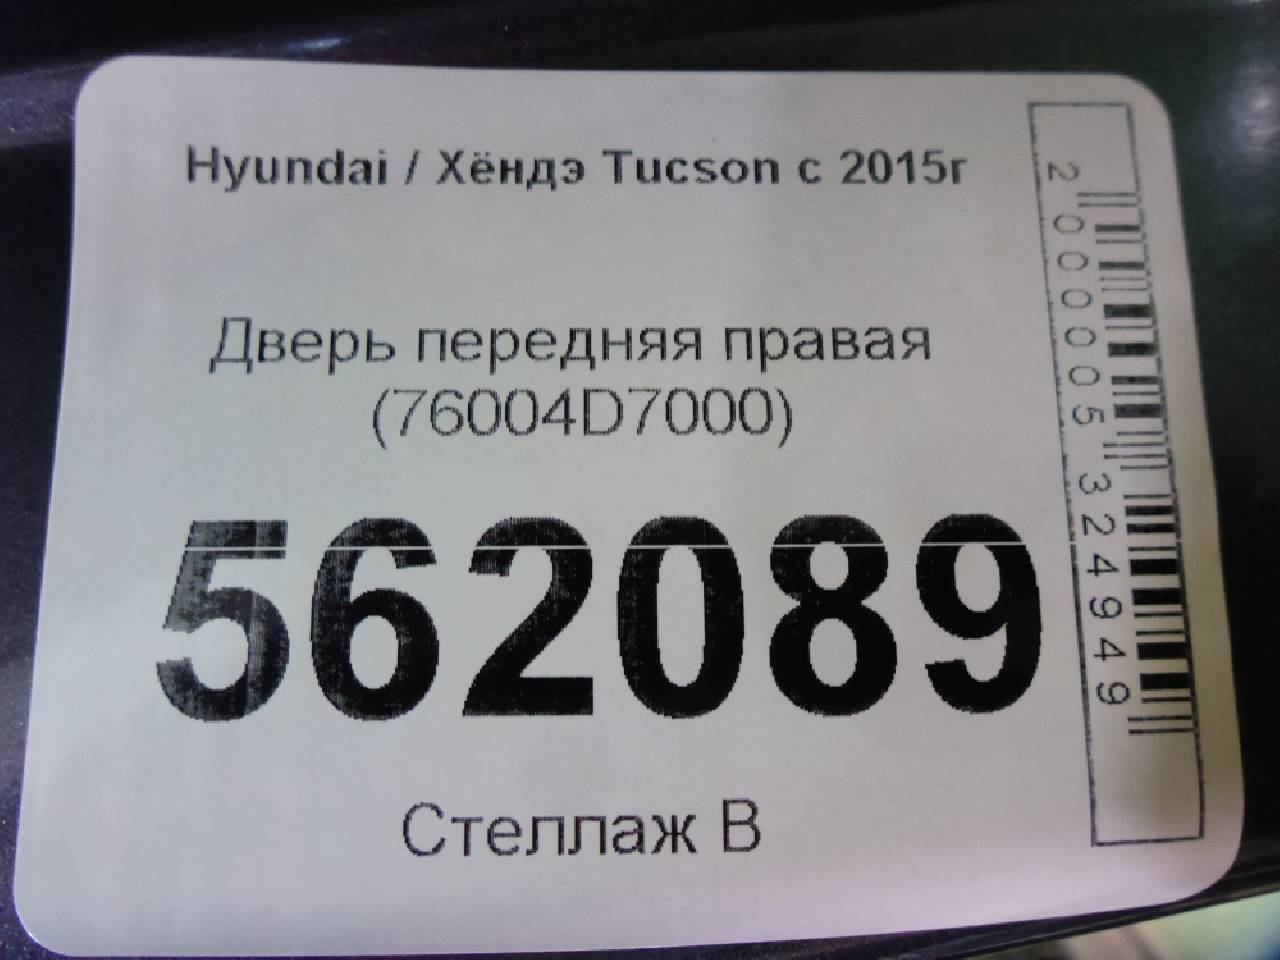 Hyundai / Хёндэ Tucson с 2015г
Дверь передняя правая
(76004D7000)
562089
Стеллаж В
2000005324949